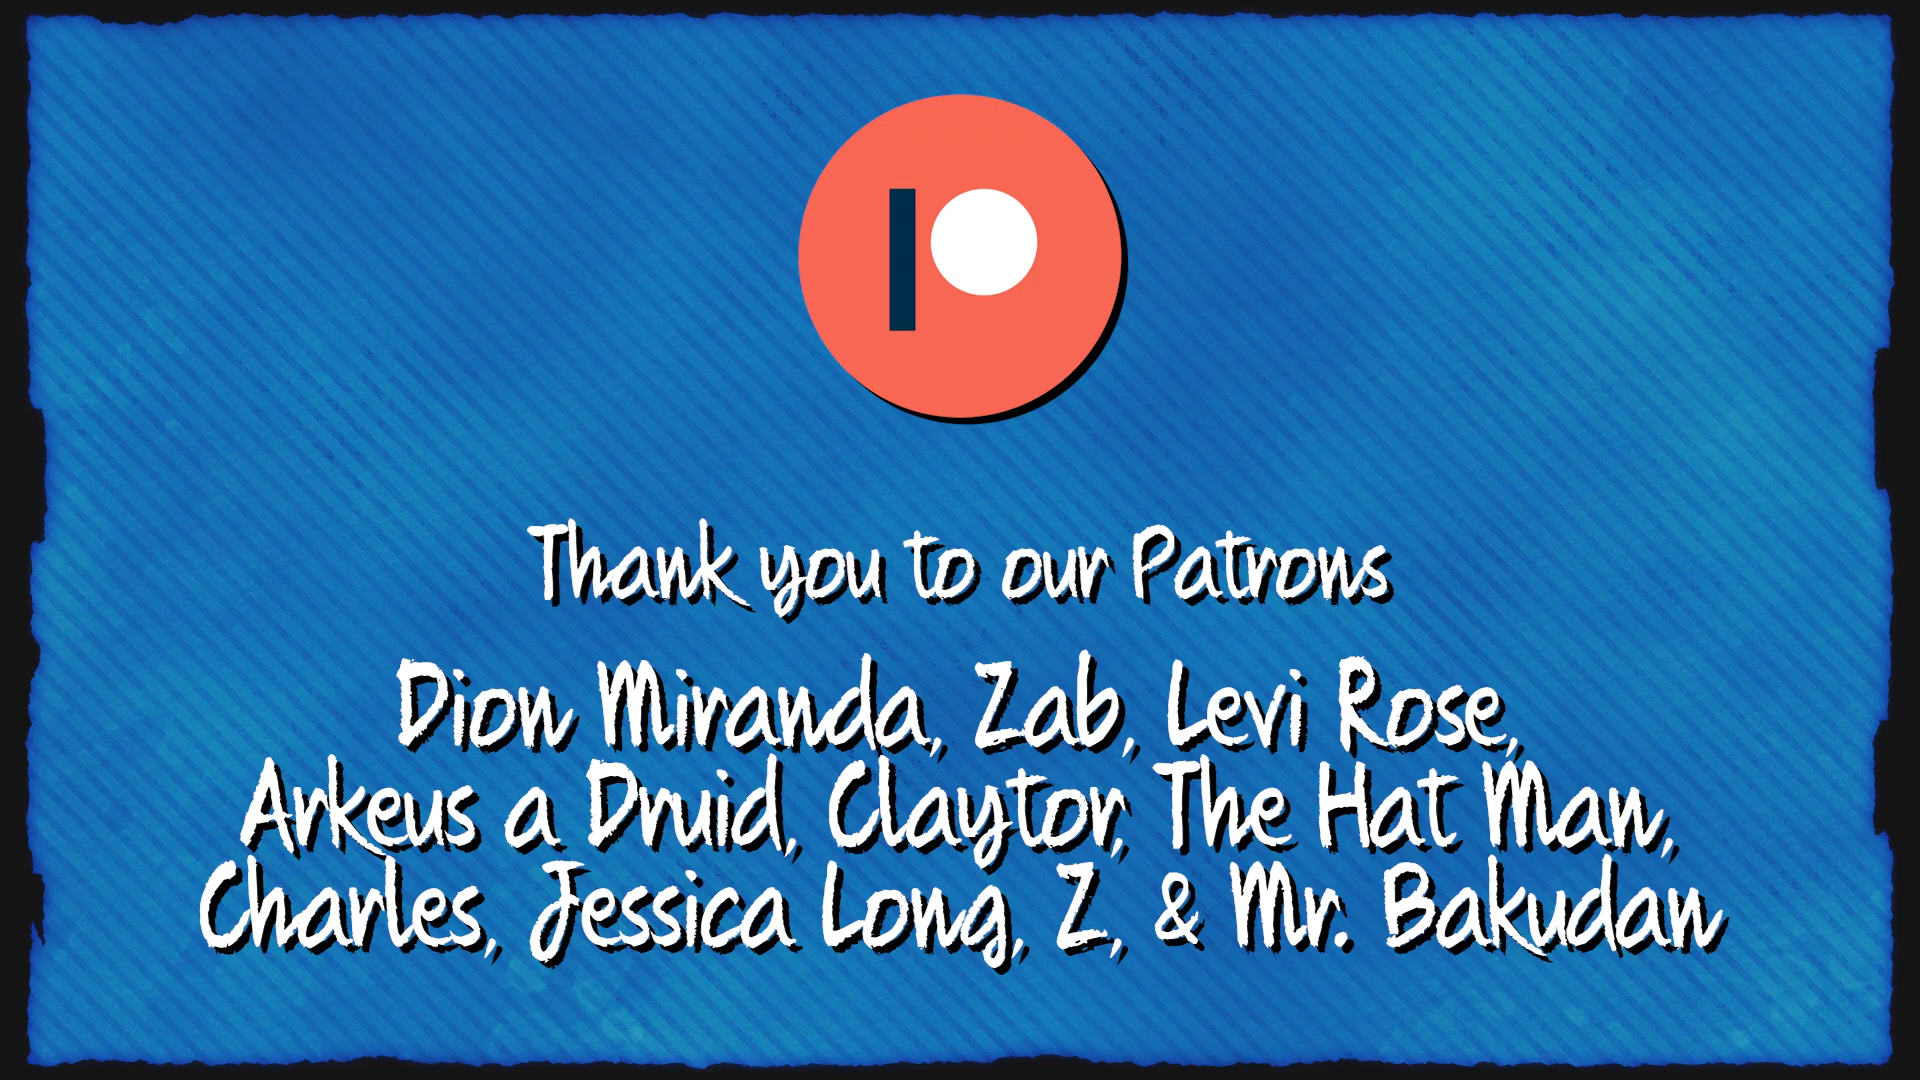 Thank you to our Patrons
Dion Miranda, Zab, Levi Rose,
Arkeus a Druid, Claytor, The Hat Man,
Charles, Jessica Long, Z, & Mr. Bakudan